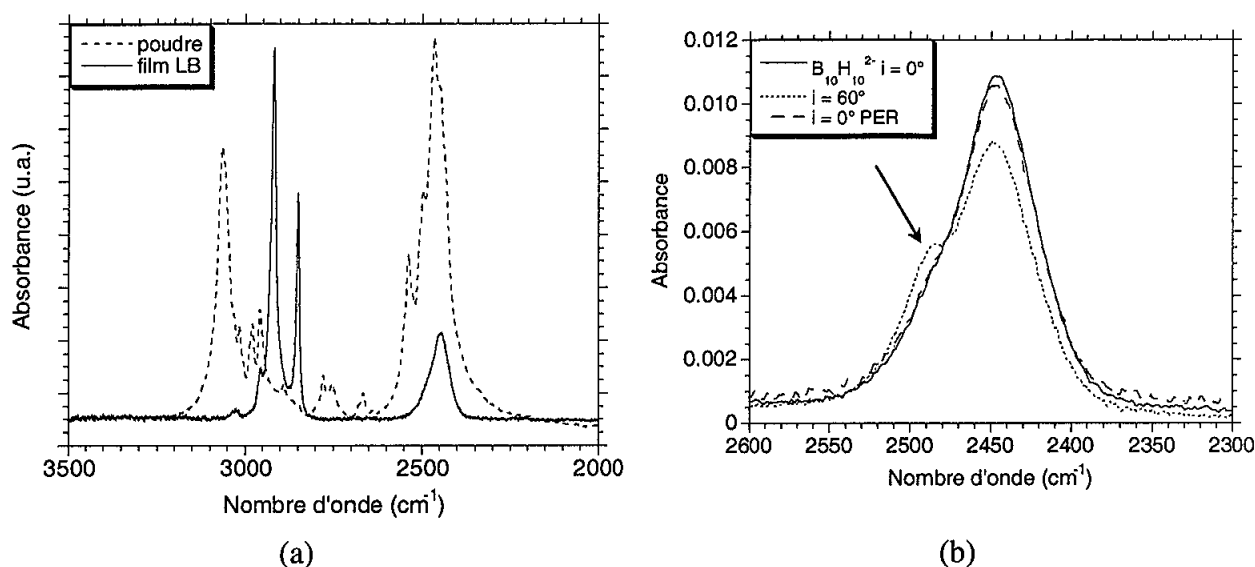 poudre
film LB
Absorbance (u.a.)
3500
3000
2500
2000
Nombre d'onde (cm⁻¹)
(a)
0.012
0.010
0.008
0.006
0.004
0.002
0
B₁₀H₁₀²⁻ i = 0°
i = 60°
i = 0° PER
Absorbance
2600
2550
2500
2450
2400
2350
2300
Nombre d'onde (cm⁻¹)
(b)